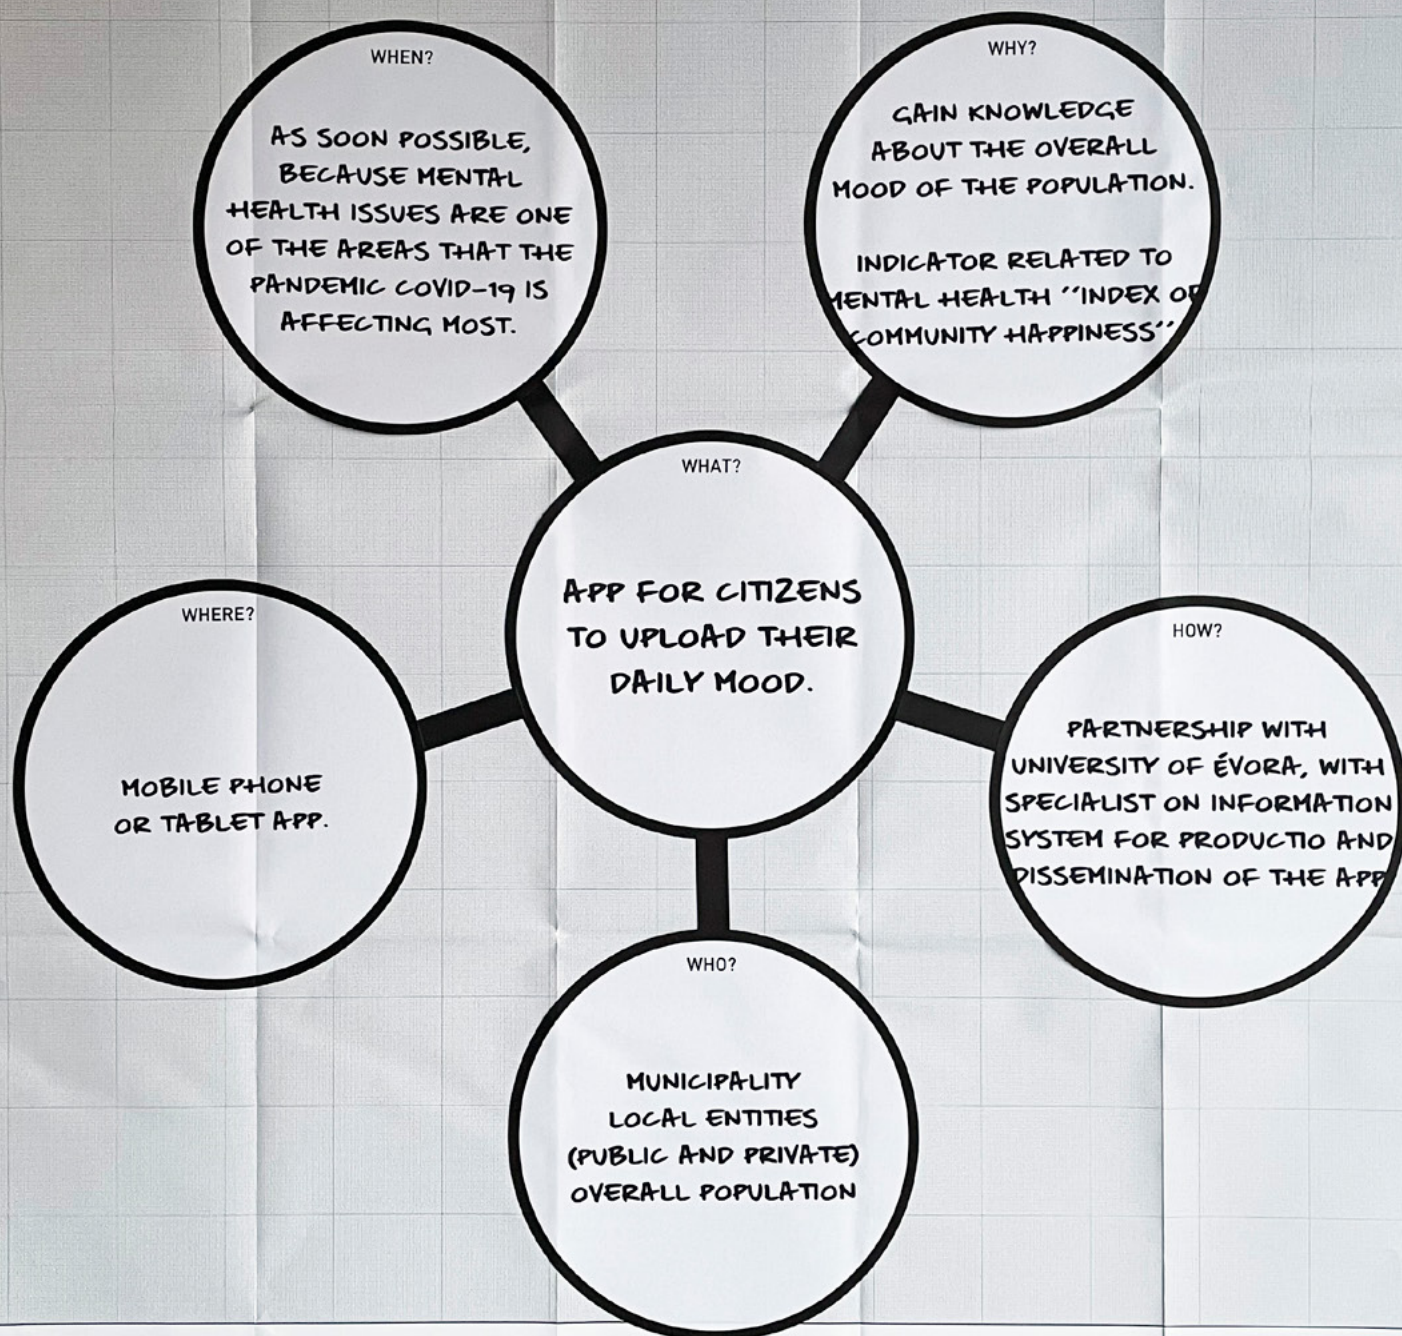 WHEN?
AS SOON POSSIBLE,
BECAUSE MENTAL
HEALTH ISSUES ARE ONE
OF THE AREAS THAT THE
PANDEMIC COVID-19 IS
AFFECTING MOST.
WHY?
GAIN KNOWLEDGE
ABOUT THE OVERALL
MOOD OF THE POPULATION.
INDICATOR RELATED TO
MENTAL HEALTH ‘‘INDEX OF
COMMUNITY HAPPINESS’’
WHAT?
APP FOR CITIZENS
TO UPLOAD THEIR
DAILY MOOD.
WHERE?
MOBILE PHONE
OR TABLET APP.
HOW?
PARTNERSHIP WITH
UNIVERSITY OF ÉVORA, WITH
SPECIALIST ON INFORMATION
SYSTEM FOR PRODUCTIO AND
DISSEMINATION OF THE APP
WHO?
MUNICIPALITY
LOCAL ENTITIES
(PUBLIC AND PRIVATE)
OVERALL POPULATION